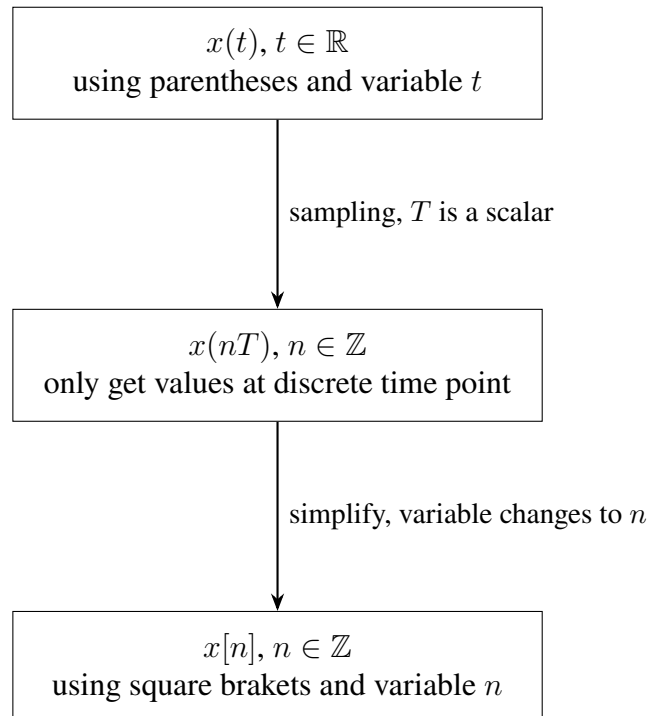 x(t), t ∈ ℝ
using parentheses and variable t
sampling, T is a scalar
x(nT), n ∈ ℤ
only get values at discrete time point
simplify, variable changes to n
x[n], n ∈ ℤ
using square brakets and variable n